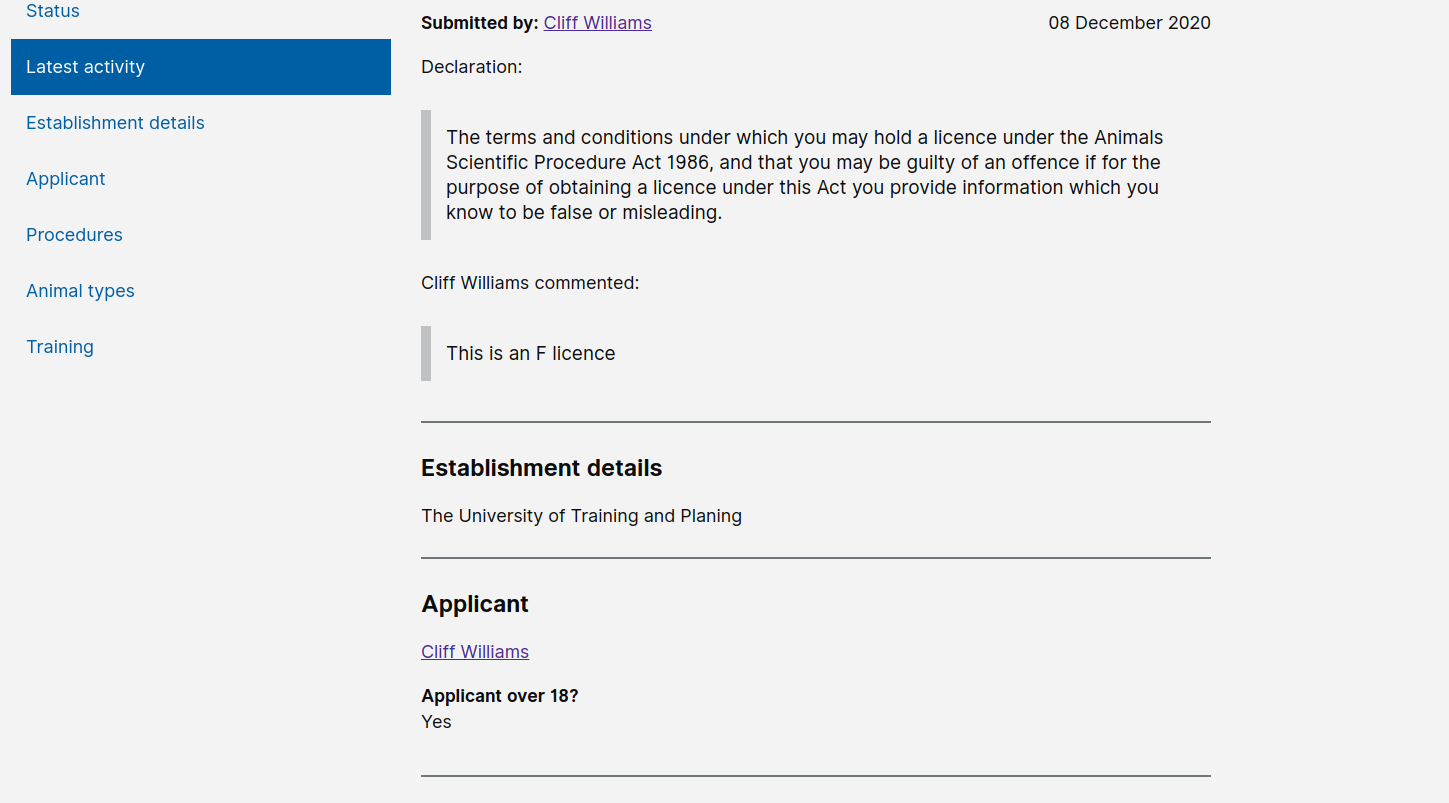 Status
Latest activity
Establishment details
Applicant
Procedures
Animal types
Training
Submitted by: Cliff Williams
08 December 2020
Declaration:
The terms and conditions under which you may hold a licence under the Animals
Scientific Procedure Act 1986, and that you may be guilty of an offence if for the
purpose of obtaining a licence under this Act you provide information which you
know to be false or misleading.
Cliff Williams commented:
This is an F licence
Establishment details
The University of Training and Planing
Applicant
Cliff Williams
Applicant over 18?
Yes